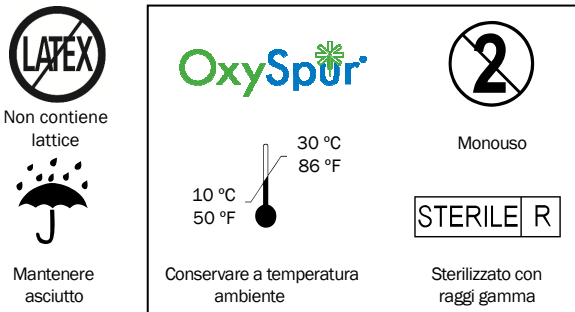 LATEX
Non contiene
lattice
Mantenere
asciutto
OxySpur
30 ºC
86 ºF
10 ºC
50 ºF
Conservare a temperatura
ambiente
2
Monouso
STERILE R
Sterilizzato con
raggi gamma